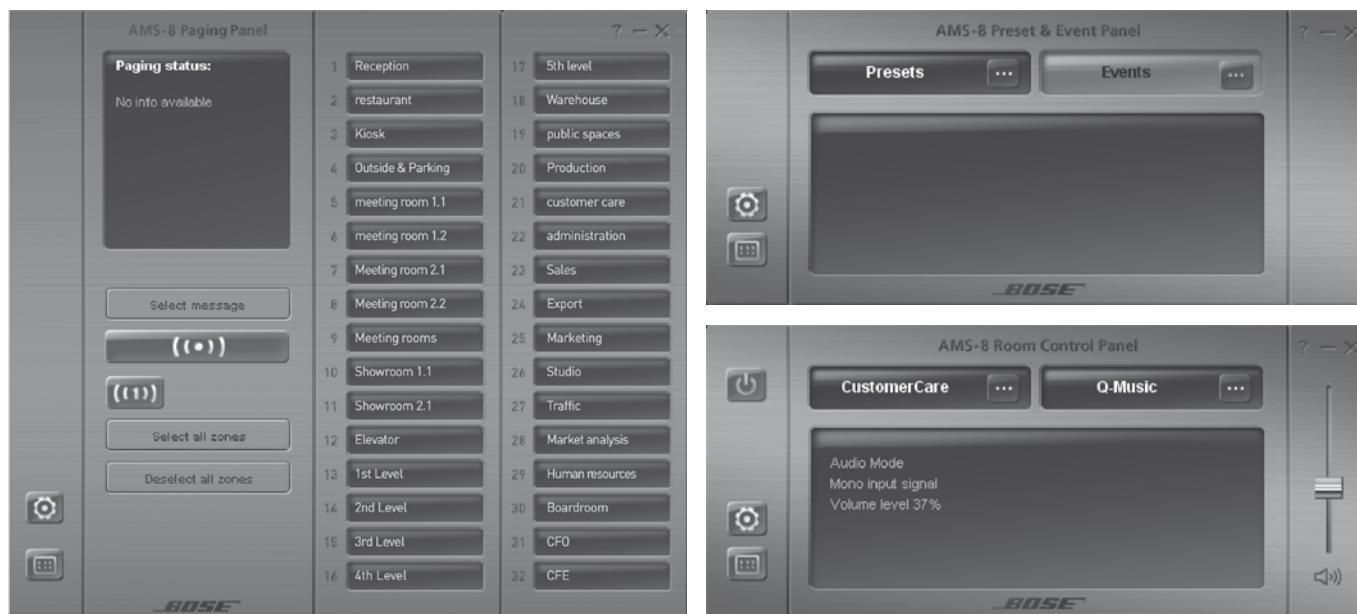 AMS-8 Paging Panel
? — ×
Paging status:
No info available
Select message
((•))
((1))
Select all zones
Deselect all zones
1 Reception
2 restaurant
3 Kiosk
4 Outside & Parking
5 meeting room 1.1
6 meeting room 1.2
7 Meeting room 2.1
8 Meeting room 2.2
9 Meeting rooms
10 Showroom 1.1
11 Showroom 2.1
12 Elevator
13 1st Level
14 2nd Level
15 3rd Level
16 4th Level
17 5th level
18 Warehouse
19 public spaces
20 Production
21 customer care
22 administration
23 Sales
24 Export
25 Marketing
26 Studio
27 Traffic
28 Market analysis
29 Human resources
30 Boardroom
31 CFO
32 CFE
BOSE
AMS-8 Preset & Event Panel
? — ×
Presets ...
Events ...
BOSE
AMS-8 Room Control Panel
? — ×
CustomerCare ...
Q-Music ...
Audio Mode
Mono input signal
Volume level 37%
BOSE